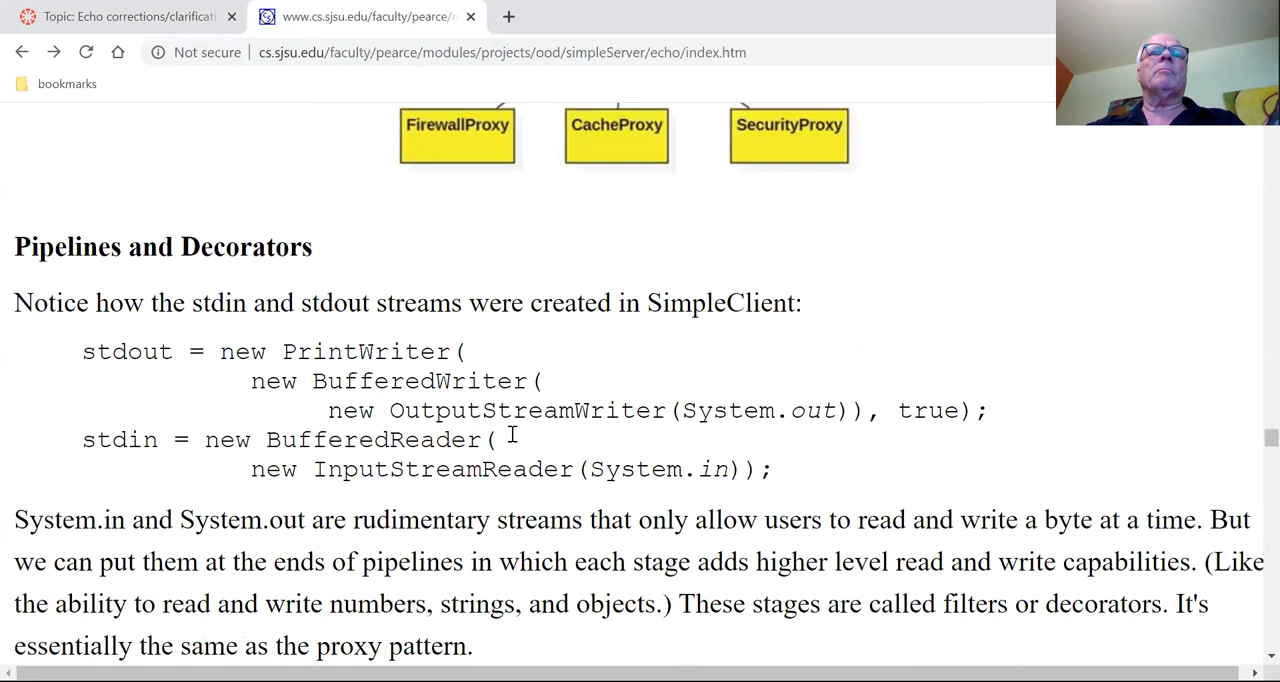 Topic: Echo corrections/clarificati
www.cs.sjsu.edu/faculty/pearce/
Not secure
cs.sjsu.edu/faculty/pearce/modules/projects/ood/simpleServer/echo/index.htm
bookmarks
FirewallProxy
CacheProxy
SecurityProxy
Pipelines and Decorators
Notice how the stdin and stdout streams were created in SimpleClient:
stdout = new PrintWriter(
new BufferedWriter(
new OutputStreamWriter(System.out)), true);
stdin = new BufferedReader(
new InputStreamReader(System.in));
System.in and System.out are rudimentary streams that only allow users to read and write a byte at a time. But
we can put them at the ends of pipelines in which each stage adds higher level read and write capabilities. (Like
the ability to read and write numbers, strings, and objects.) These stages are called filters or decorators. It's
essentially the same as the proxy pattern.